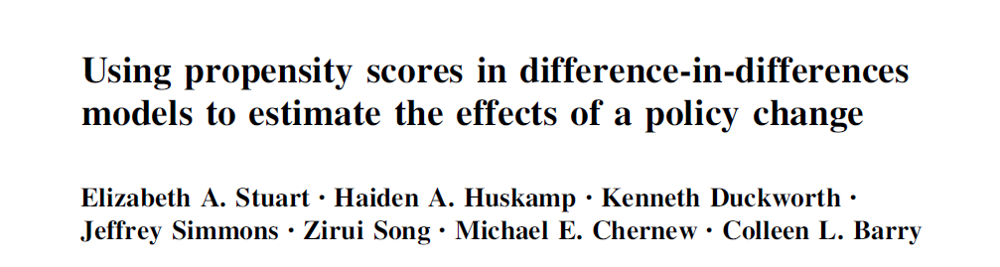 Using propensity scores in difference-in-differences
models to estimate the effects of a policy change
Elizabeth A. Stuart · Haiden A. Huskamp · Kenneth Duckworth ·
Jeffrey Simmons · Zirui Song · Michael E. Chernew · Colleen L. Barry